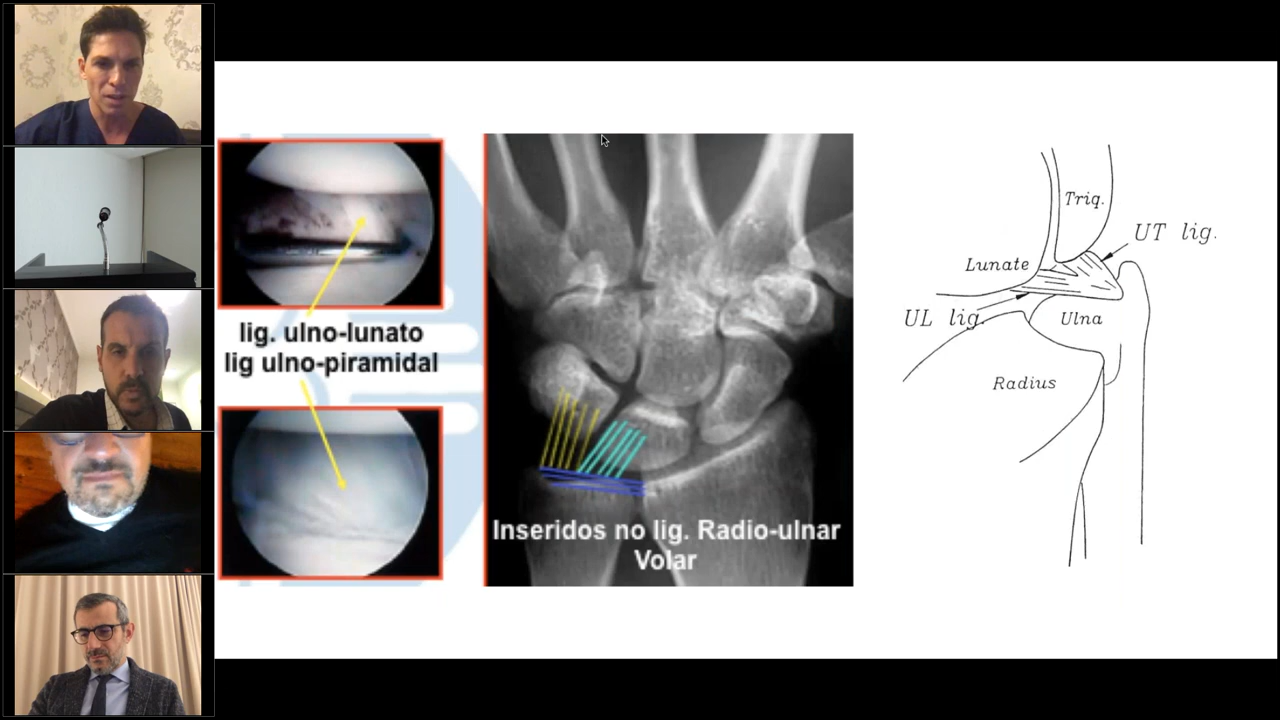 lig. ulno-lunato
lig ulno-piramidal
Inseridos no lig. Radio-ulnar
Volar
Triq.
UT lig.
Lunate
UL lig.
Ulna
Radius